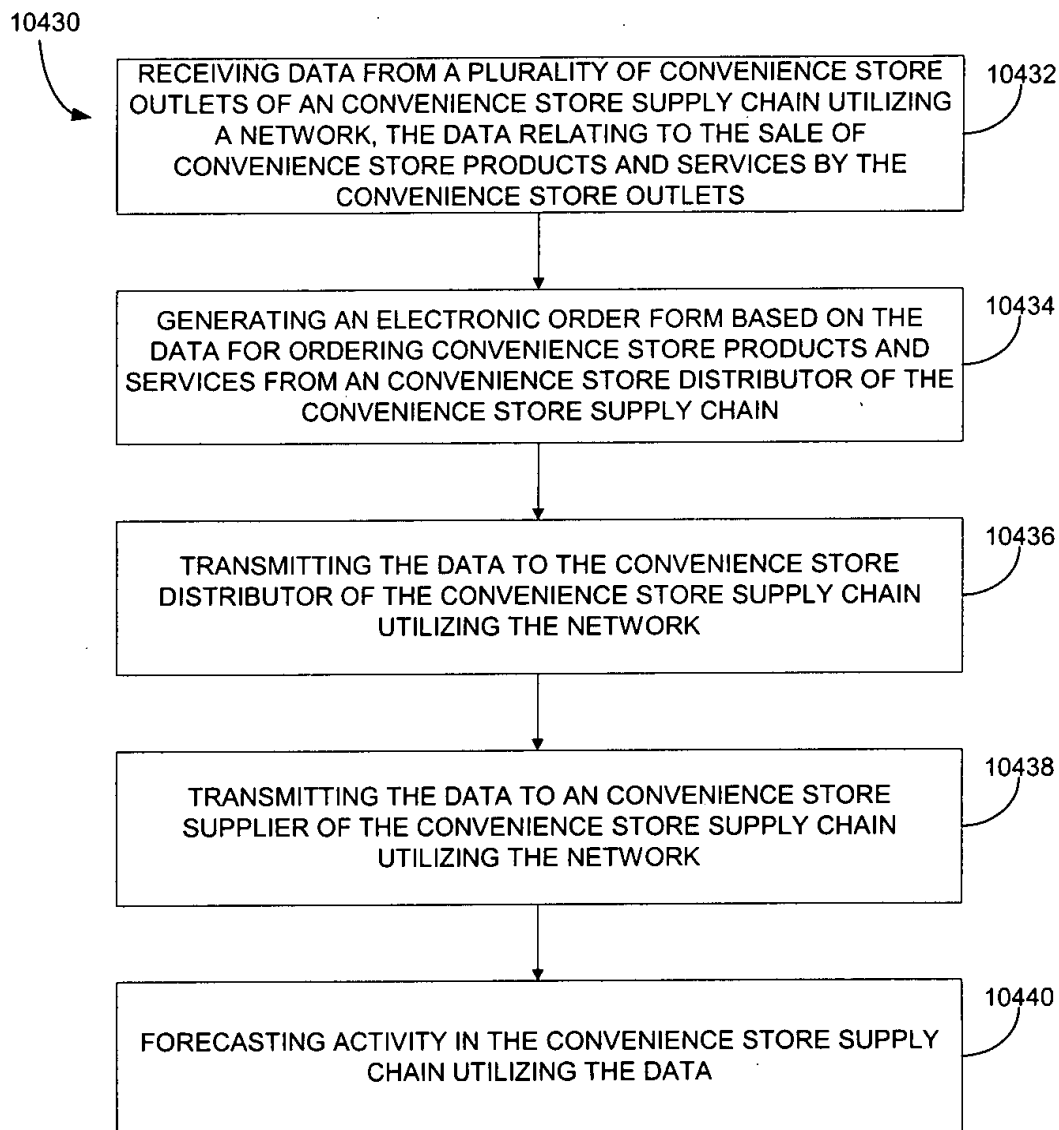 10430
RECEIVING DATA FROM A PLURALITY OF CONVENIENCE STORE
OUTLETS OF AN CONVENIENCE STORE SUPPLY CHAIN UTILIZING
A NETWORK, THE DATA RELATING TO THE SALE OF
CONVENIENCE STORE PRODUCTS AND SERVICES BY THE
CONVENIENCE STORE OUTLETS
10432
GENERATING AN ELECTRONIC ORDER FORM BASED ON THE
DATA FOR ORDERING CONVENIENCE STORE PRODUCTS AND
SERVICES FROM AN CONVENIENCE STORE DISTRIBUTOR OF THE
CONVENIENCE STORE SUPPLY CHAIN
10434
TRANSMITTING THE DATA TO THE CONVENIENCE STORE
DISTRIBUTOR OF THE CONVENIENCE STORE SUPPLY CHAIN
UTILIZING THE NETWORK
10436
TRANSMITTING THE DATA TO AN CONVENIENCE STORE
SUPPLIER OF THE CONVENIENCE STORE SUPPLY CHAIN
UTILIZING THE NETWORK
10438
FORECASTING ACTIVITY IN THE CONVENIENCE STORE SUPPLY
CHAIN UTILIZING THE DATA
10440